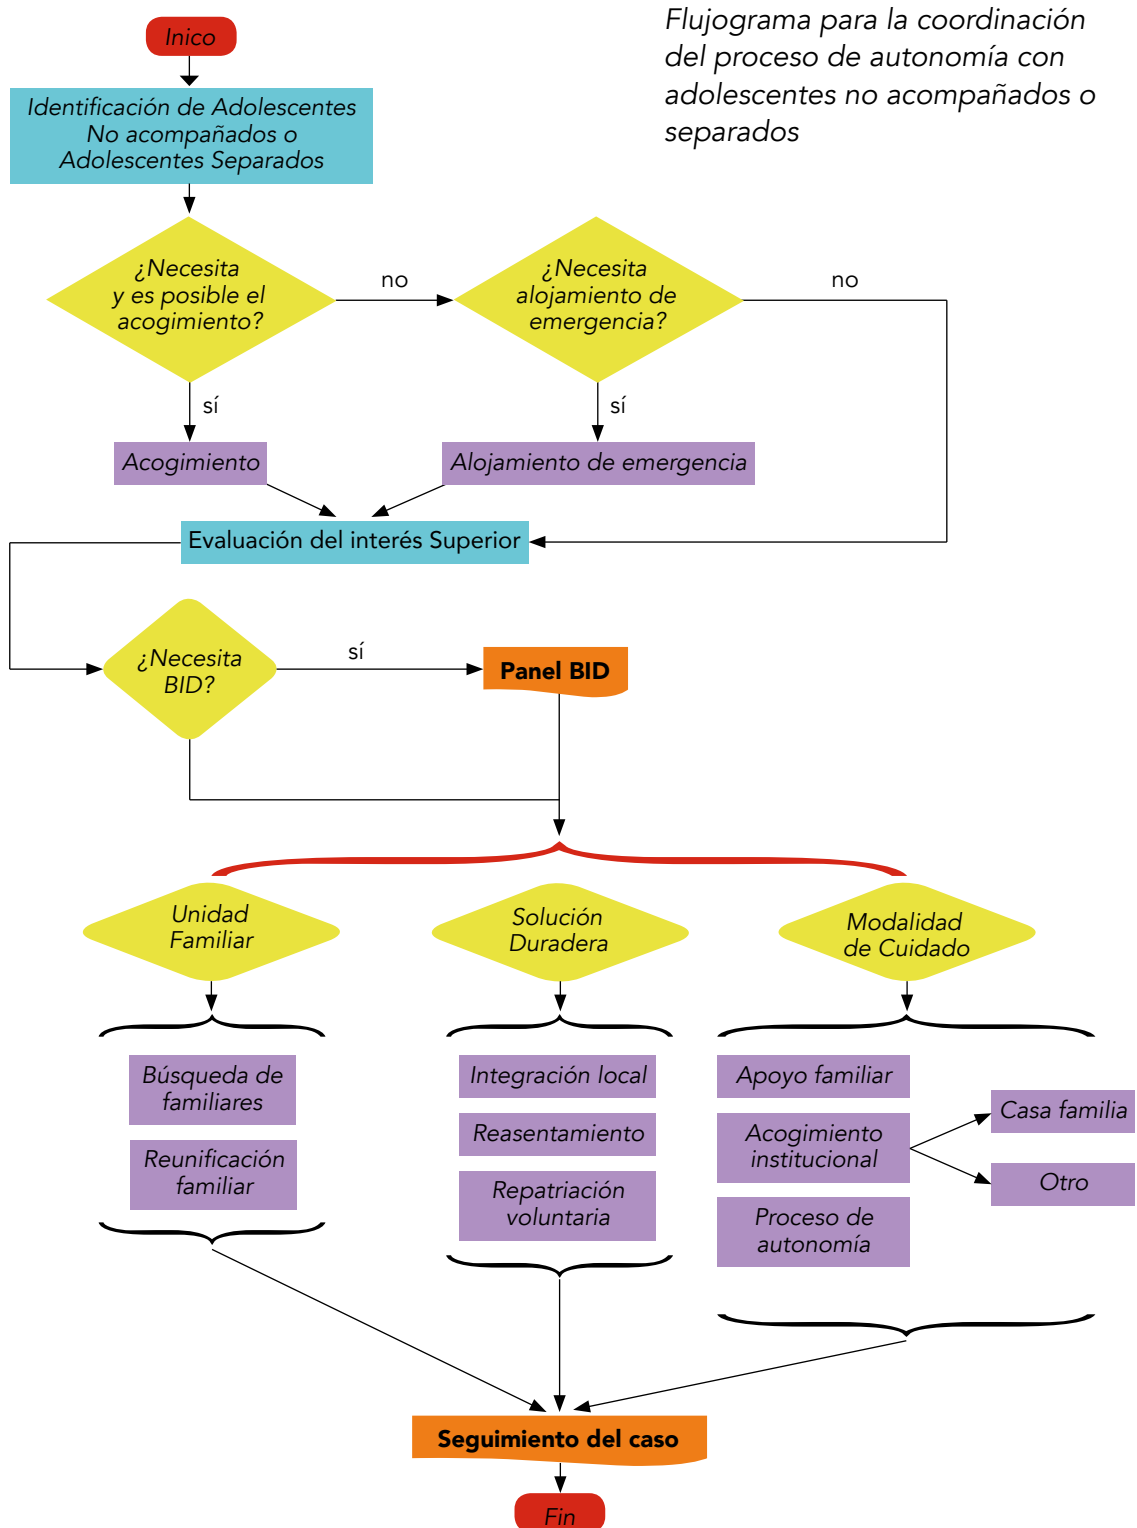 Flujograma para la coordinación
del proceso de autonomía con
adolescentes no acompañados o
separados
Inico
Identificación de Adolescentes
No acompañados o
Adolescentes Separados
¿Necesita
y es posible el
acogimiento?
no
¿Necesita
alojamiento de
emergencia?
no
sí
sí
Acogimiento
Alojamiento de emergencia
Evaluación del interés Superior
¿Necesita
BID?
sí
Panel BID
Unidad
Familiar
Solución
Duradera
Modalidad
de Cuidado
Búsqueda de
familiares
Reunificación
familiar
Integración local
Reasentamiento
Repatriación
voluntaria
Apoyo familiar
Acogimiento
institucional
Proceso de
autonomía
Casa familia
Otro
Seguimiento del caso
Fin